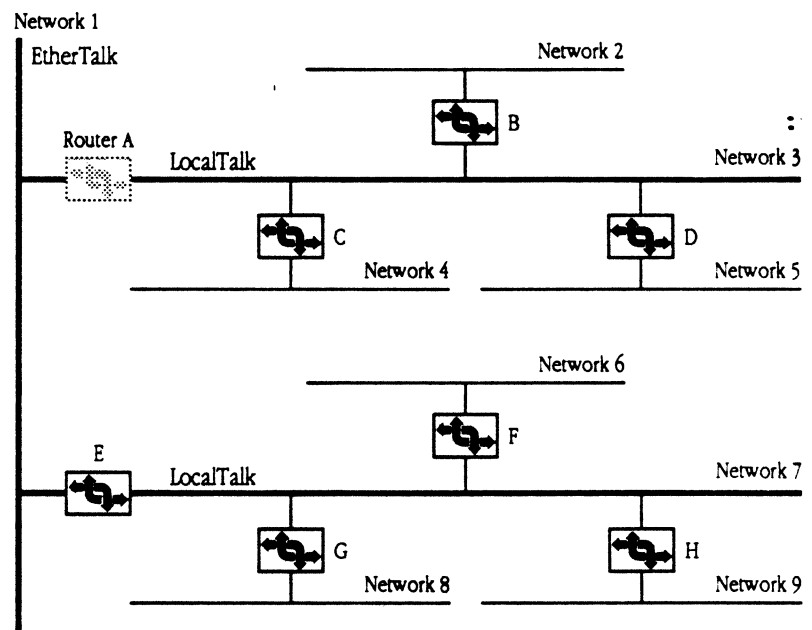 Network 1
EtherTalk
Network 2
B
Router A
LocalTalk
Network 3
C
D
Network 4
Network 5
Network 6
F
E
LocalTalk
Network 7
G
H
Network 8
Network 9